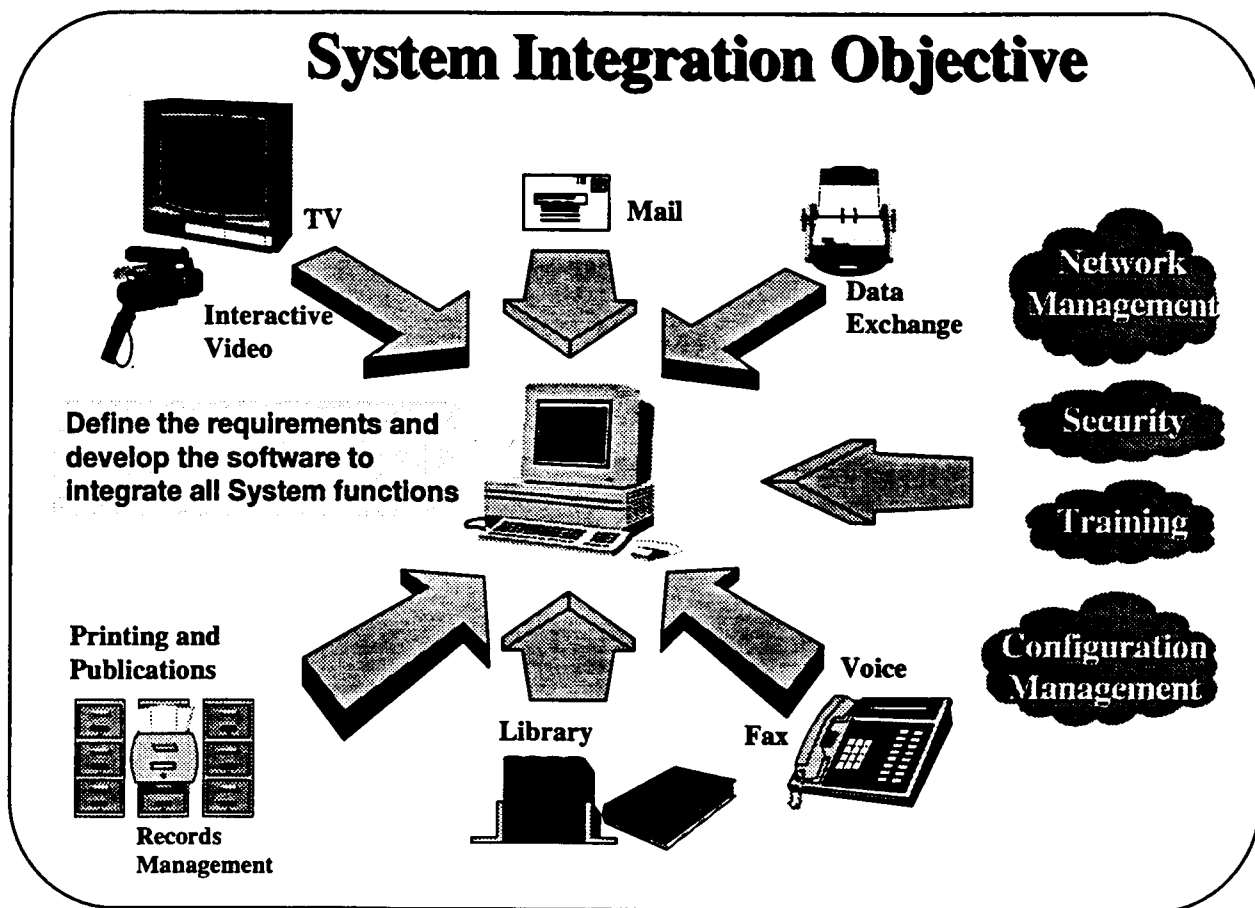 System Integration Objective
TV
Mail
Interactive
Video
Data
Exchange
Network
Management
Define the requirements and
develop the software to
integrate all System functions
Security
Training
Printing and
Publications
Configuration
Management
Voice
Library
Fax
Records
Management